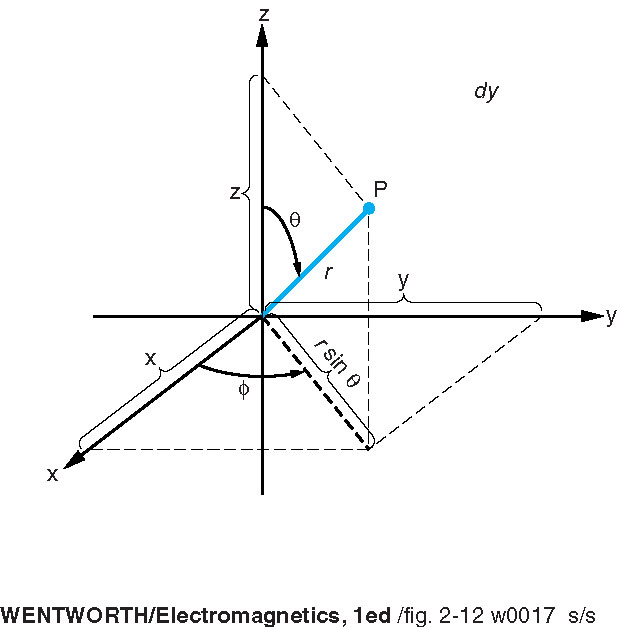 z
dy
P
z
θ
r
y
y
x
r sin θ
ϕ
x
WENTWORTH/Electromagnetics, 1ed /fig. 2-12 w0017 s/s